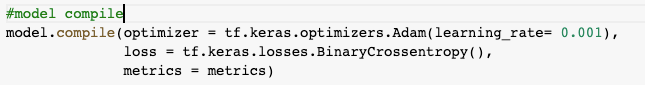 #model compile
model.compile(optimizer = tf.keras.optimizers.Adam(learning_rate= 0.001),
              loss = tf.keras.losses.BinaryCrossentropy(),
              metrics = metrics)